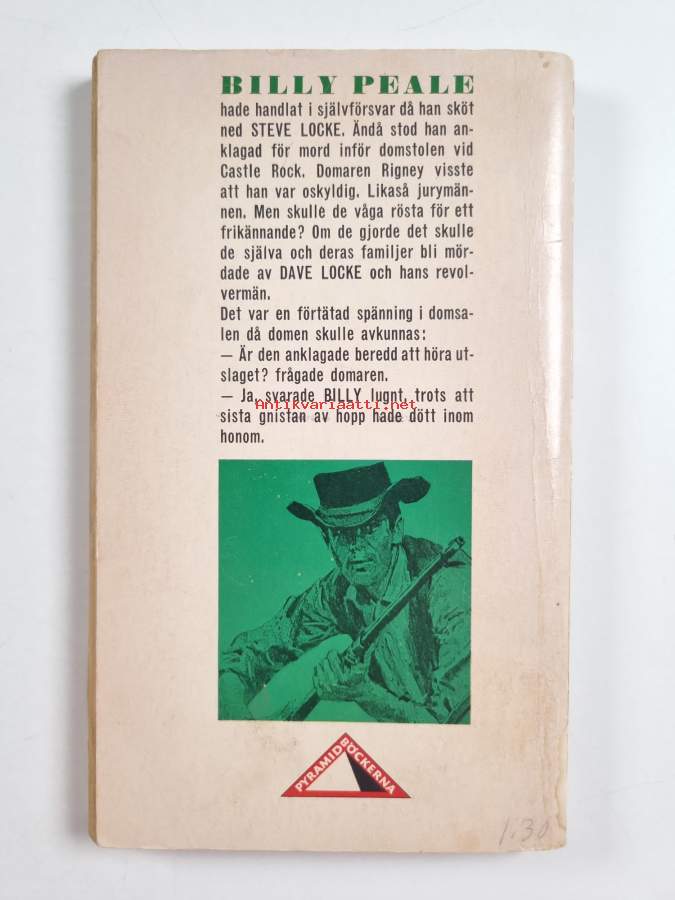 BILLY PEALE
hade handlat i självförsvar då han sköt
ned STEVE LOCKE. Ändå stod han an-
klagad för mord inför domstolen vid
Castle Rock. Domaren Rigney visste
att han var oskyldig. Likaså jurymän-
nen. Men skulle de våga rösta för ett
frikännande? Om de gjorde det skulle
de själva och deras familjer bli mör-
dade av DAVE LOCKE och hans revol-
vermän.
Det var en förtätad spänning i domsa-
len då domen skulle avkunnas:
— Är den anklagade beredd att höra ut-
slaget? frågade domaren.
— Ja, svarade BILLY lugnt, trots att
Antikvariaatti.net
sista gnistan av hopp hade dött inom
honom.
PYRAMID
BÖCKERNA
1:30